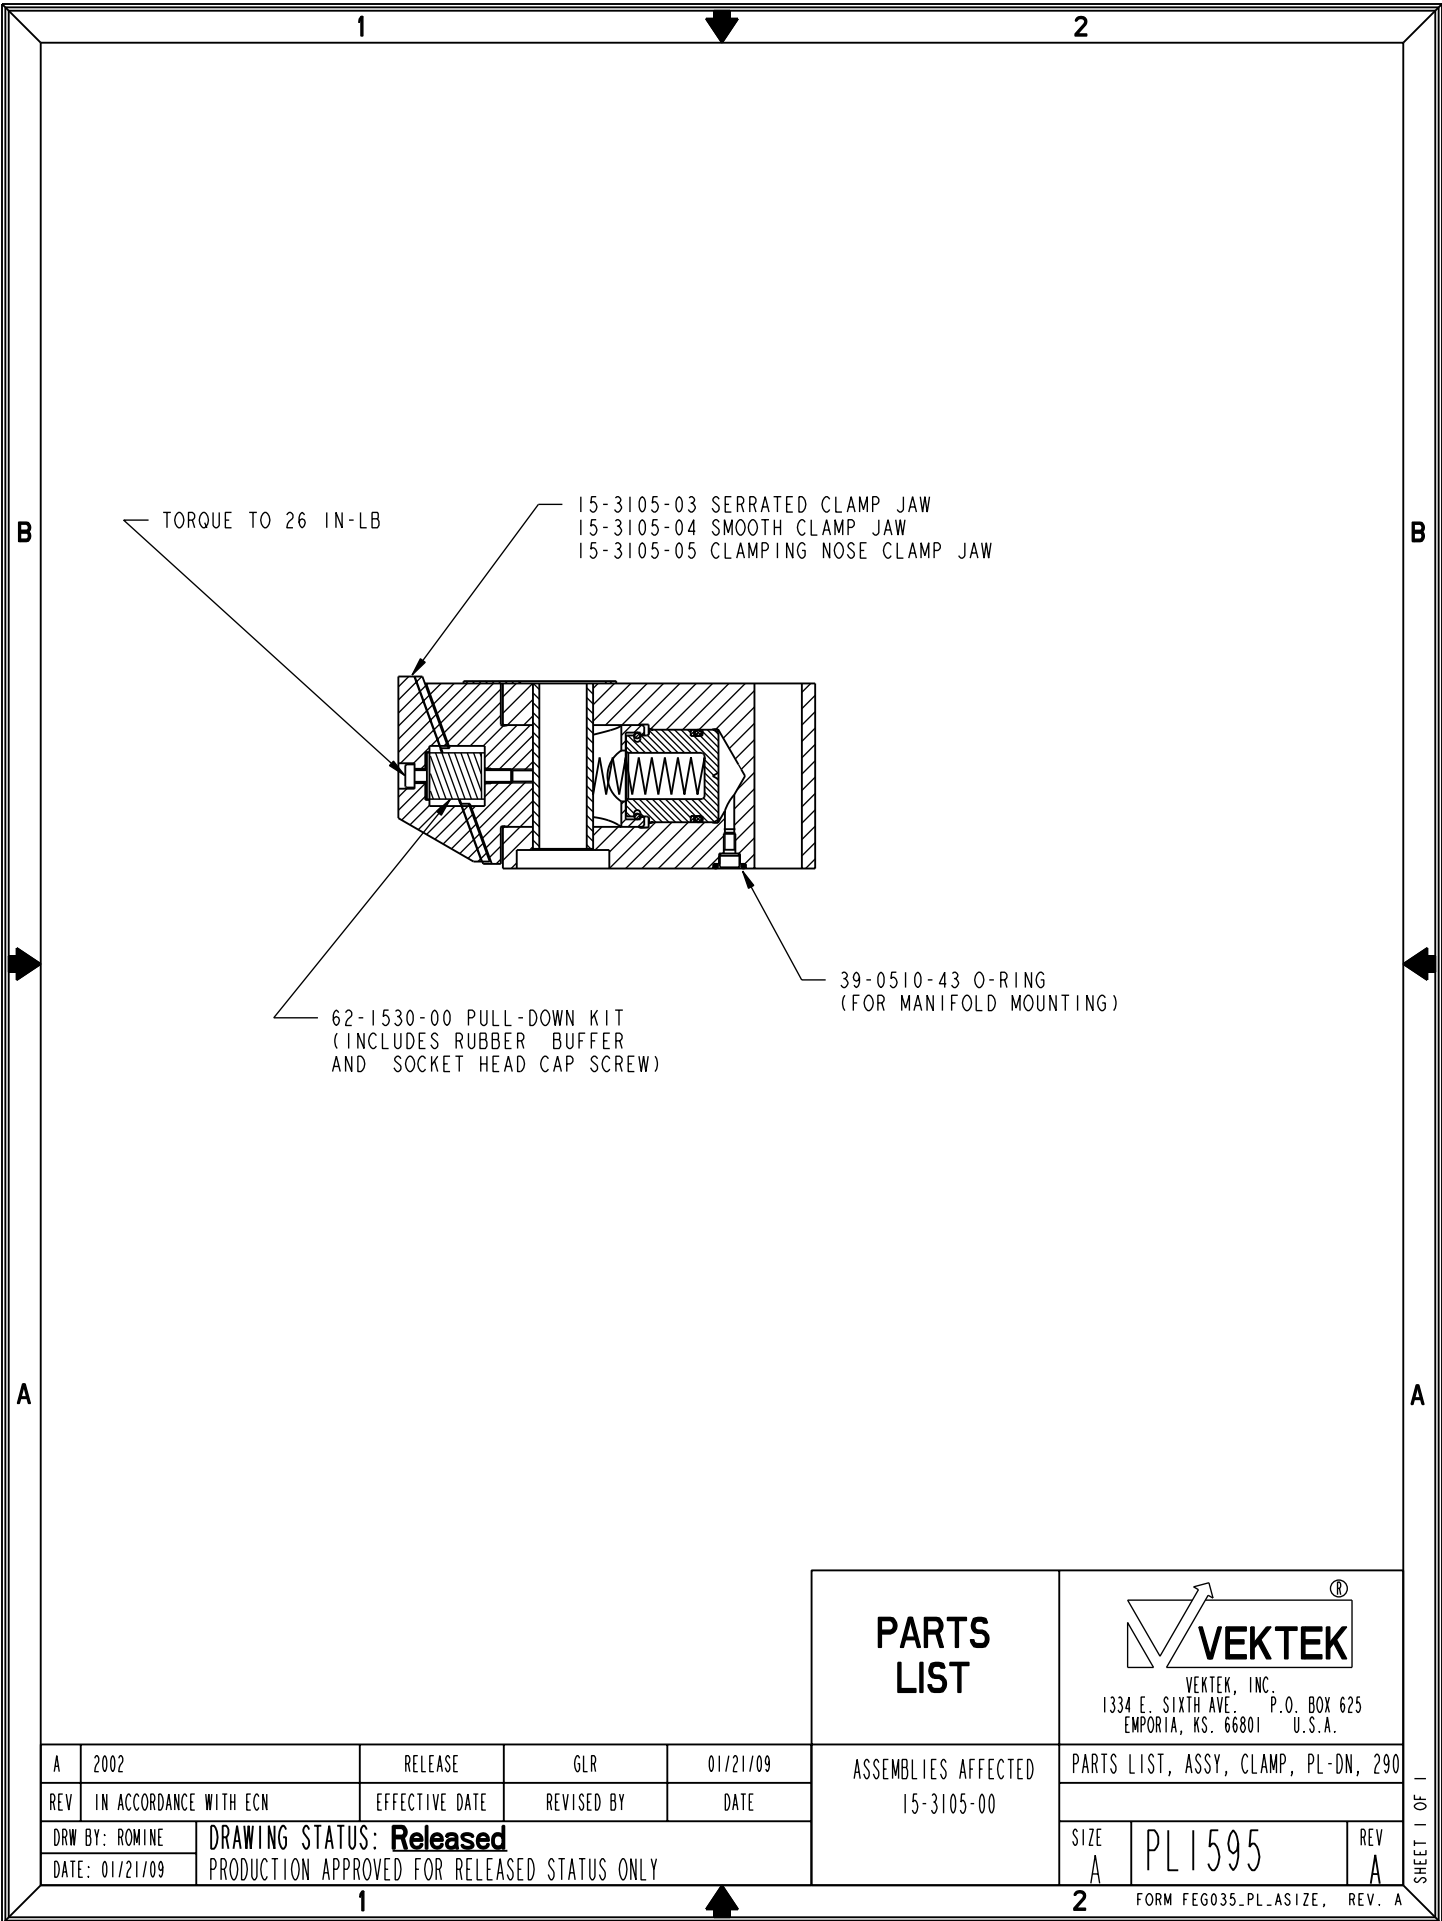 1
2
B
B
TORQUE TO 26 IN-LB
15-3105-03 SERRATED CLAMP JAW
15-3105-04 SMOOTH CLAMP JAW
15-3105-05 CLAMPING NOSE CLAMP JAW
39-0510-43 O-RING
(FOR MANIFOLD MOUNTING)
62-1530-00 PULL-DOWN KIT
(INCLUDES RUBBER BUFFER
AND SOCKET HEAD CAP SCREW)
A
A
PARTS
LIST
®
VEKTEK
VEKTEK, INC.
1334 E. SIXTH AVE. P.O. BOX 625
EMPORIA, KS. 66801 U.S.A.
A 2002 RELEASE GLR 01/21/09
REV IN ACCORDANCE WITH ECN EFFECTIVE DATE REVISED BY DATE
ASSEMBLIES AFFECTED
15-3105-00
PARTS LIST, ASSY, CLAMP, PL-DN, 290
DRW BY: ROMINE
DATE: 01/21/09
DRAWING STATUS: Released
PRODUCTION APPROVED FOR RELEASED STATUS ONLY
SIZE
A
PL1595
REV
A
SHEET 1 OF 1
1
2
FORM FEG035_PL_ASIZE, REV. A